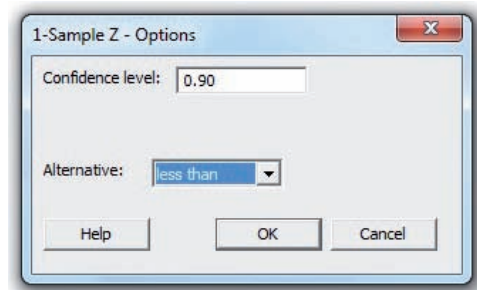 1-Sample Z - Options
Confidence level: 0.90
Alternative: less than
Help OK Cancel